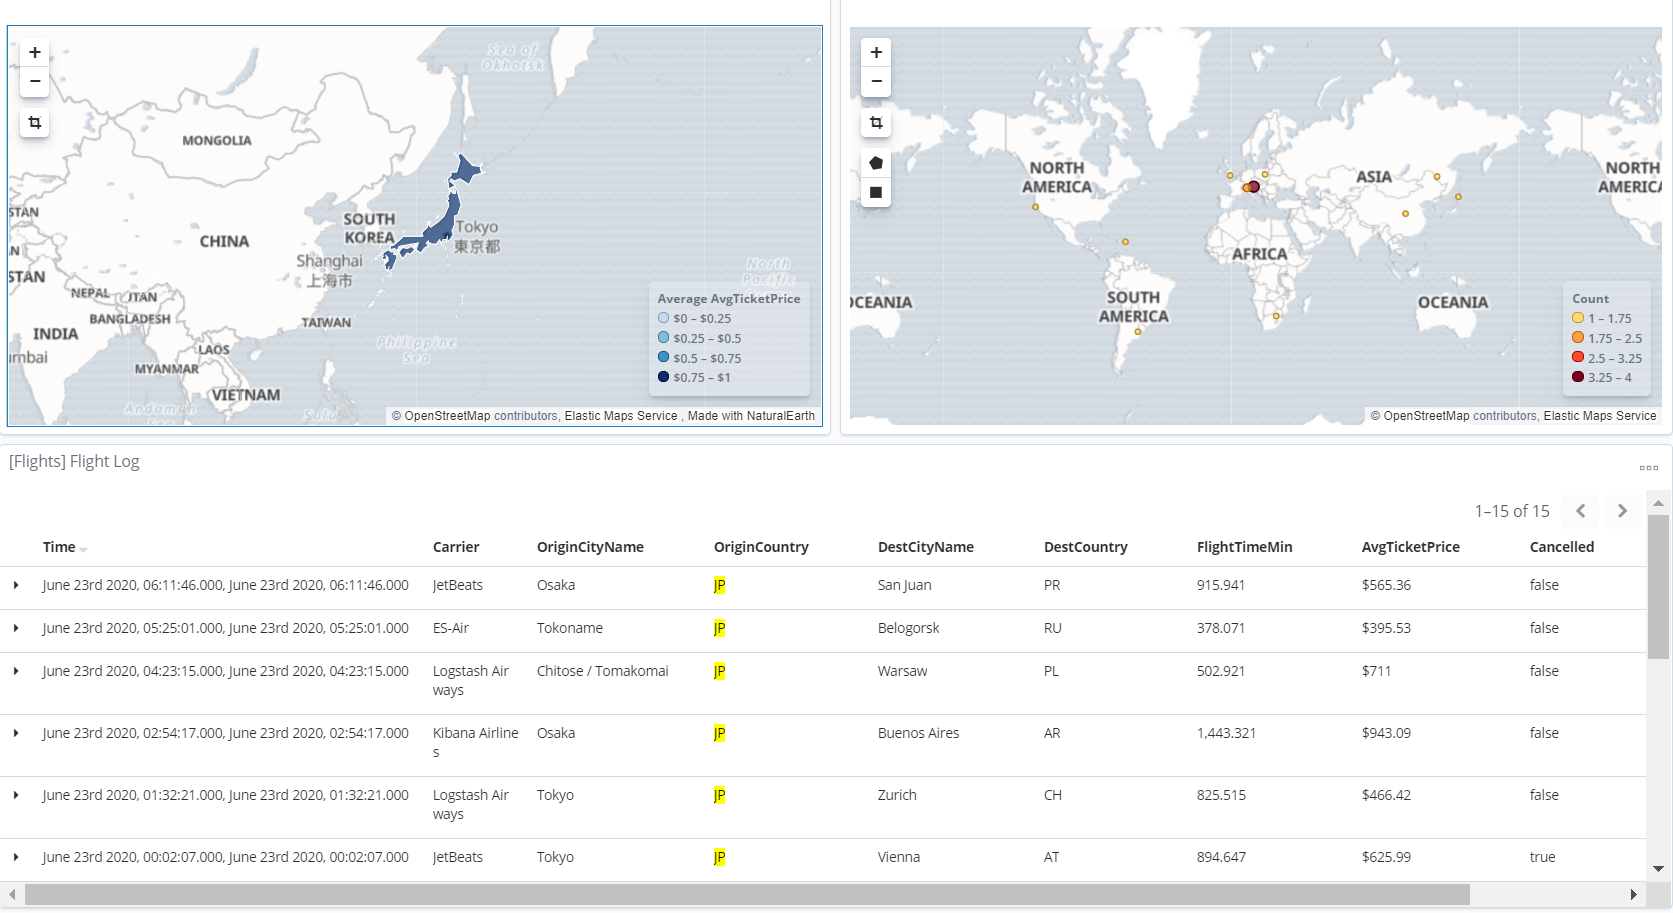 +
−
Sea of
Okhotsk
MONGOLIA
STAN
SOUTH
KOREA
Tokyo
東京都
CHINA
Shanghai
上海市
STAN
NEPAL
JTAN
BANGLADESH
TAIWAN
INDIA
mbai
LAOS
MYANMAR
VIETNAM
Philippine
Sea
North
Pacific
Andaman
Sea
Sulu
Average AvgTicketPrice
$0 – $0.25
$0.25 – $0.5
$0.5 – $0.75
$0.75 – $1
© OpenStreetMap contributors, Elastic Maps Service , Made with NaturalEarth
+
−
NORTH
AMERICA
ASIA
NORTH
AMERICA
AFRICA
OCEANIA
SOUTH
AMERICA
OCEANIA
Count
1 – 1.75
1.75 – 2.5
2.5 – 3.25
3.25 – 4
© OpenStreetMap contributors, Elastic Maps Service
[Flights] Flight Log
1–15 of 15
Time Carrier OriginCityName OriginCountry DestCityName DestCountry FlightTimeMin AvgTicketPrice Cancelled
June 23rd 2020, 06:11:46.000, June 23rd 2020, 06:11:46.000 JetBeats Osaka JP San Juan PR 915.941 $565.36 false
June 23rd 2020, 05:25:01.000, June 23rd 2020, 05:25:01.000 ES-Air Tokoname JP Belogorsk RU 378.071 $395.53 false
June 23rd 2020, 04:23:15.000, June 23rd 2020, 04:23:15.000 Logstash Air Chitose / Tomakomai JP Warsaw PL 502.921 $711 false
ways
June 23rd 2020, 02:54:17.000, June 23rd 2020, 02:54:17.000 Kibana Airline Osaka JP Buenos Aires AR 1,443.321 $943.09 false
s
June 23rd 2020, 01:32:21.000, June 23rd 2020, 01:32:21.000 Logstash Air Tokyo JP Zurich CH 825.515 $466.42 false
ways
June 23rd 2020, 00:02:07.000, June 23rd 2020, 00:02:07.000 JetBeats Tokyo JP Vienna AT 894.647 $625.99 true